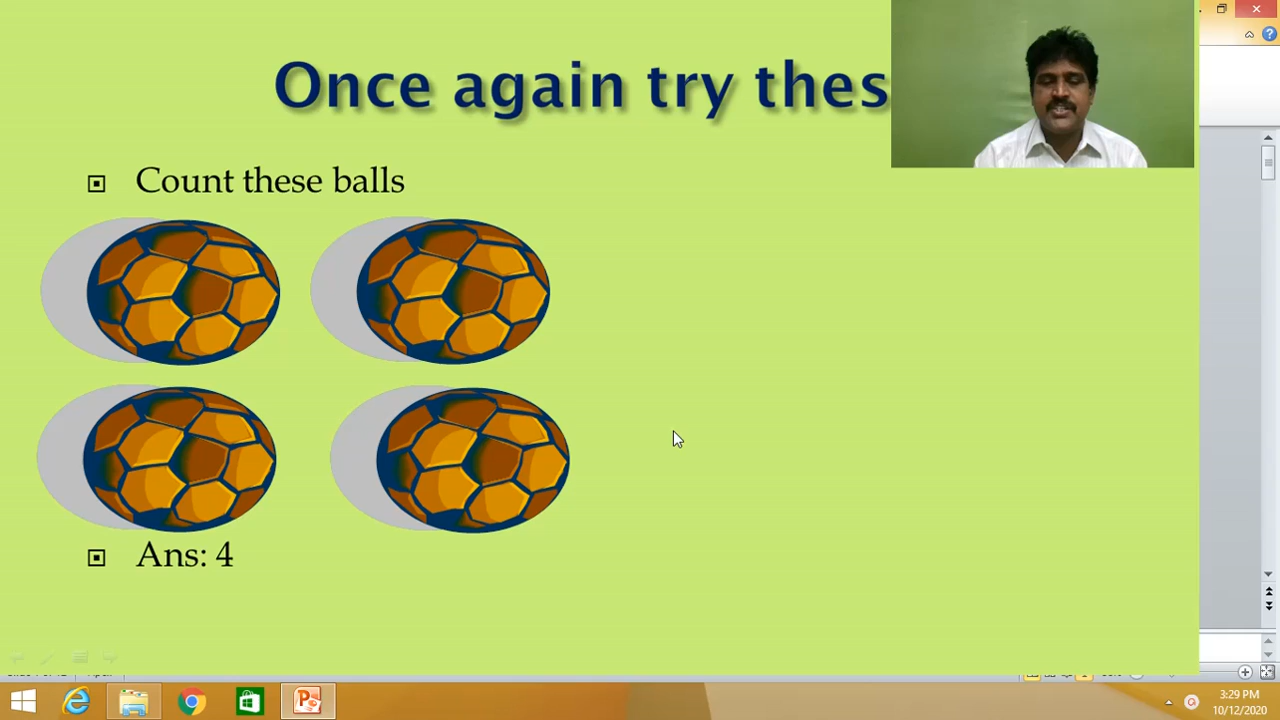 Once again try thes
Count these balls
Ans: 4
3:29 PM
10/12/2020